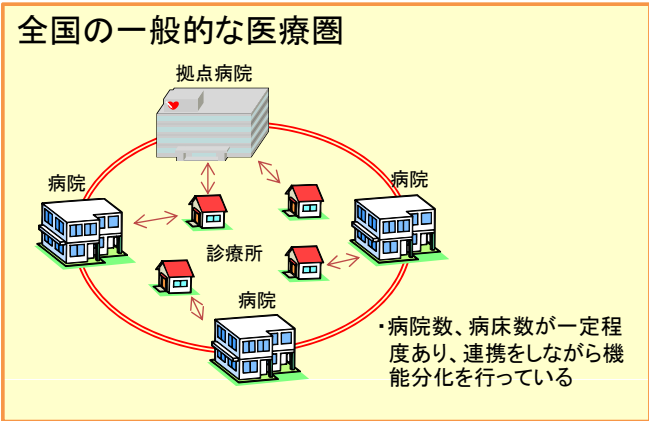 全国の一般的な医療圏
拠点病院
病院
病院
診療所
病院
・病院数、病床数が一定程
度あり、連携をしながら機
能分化を行っている